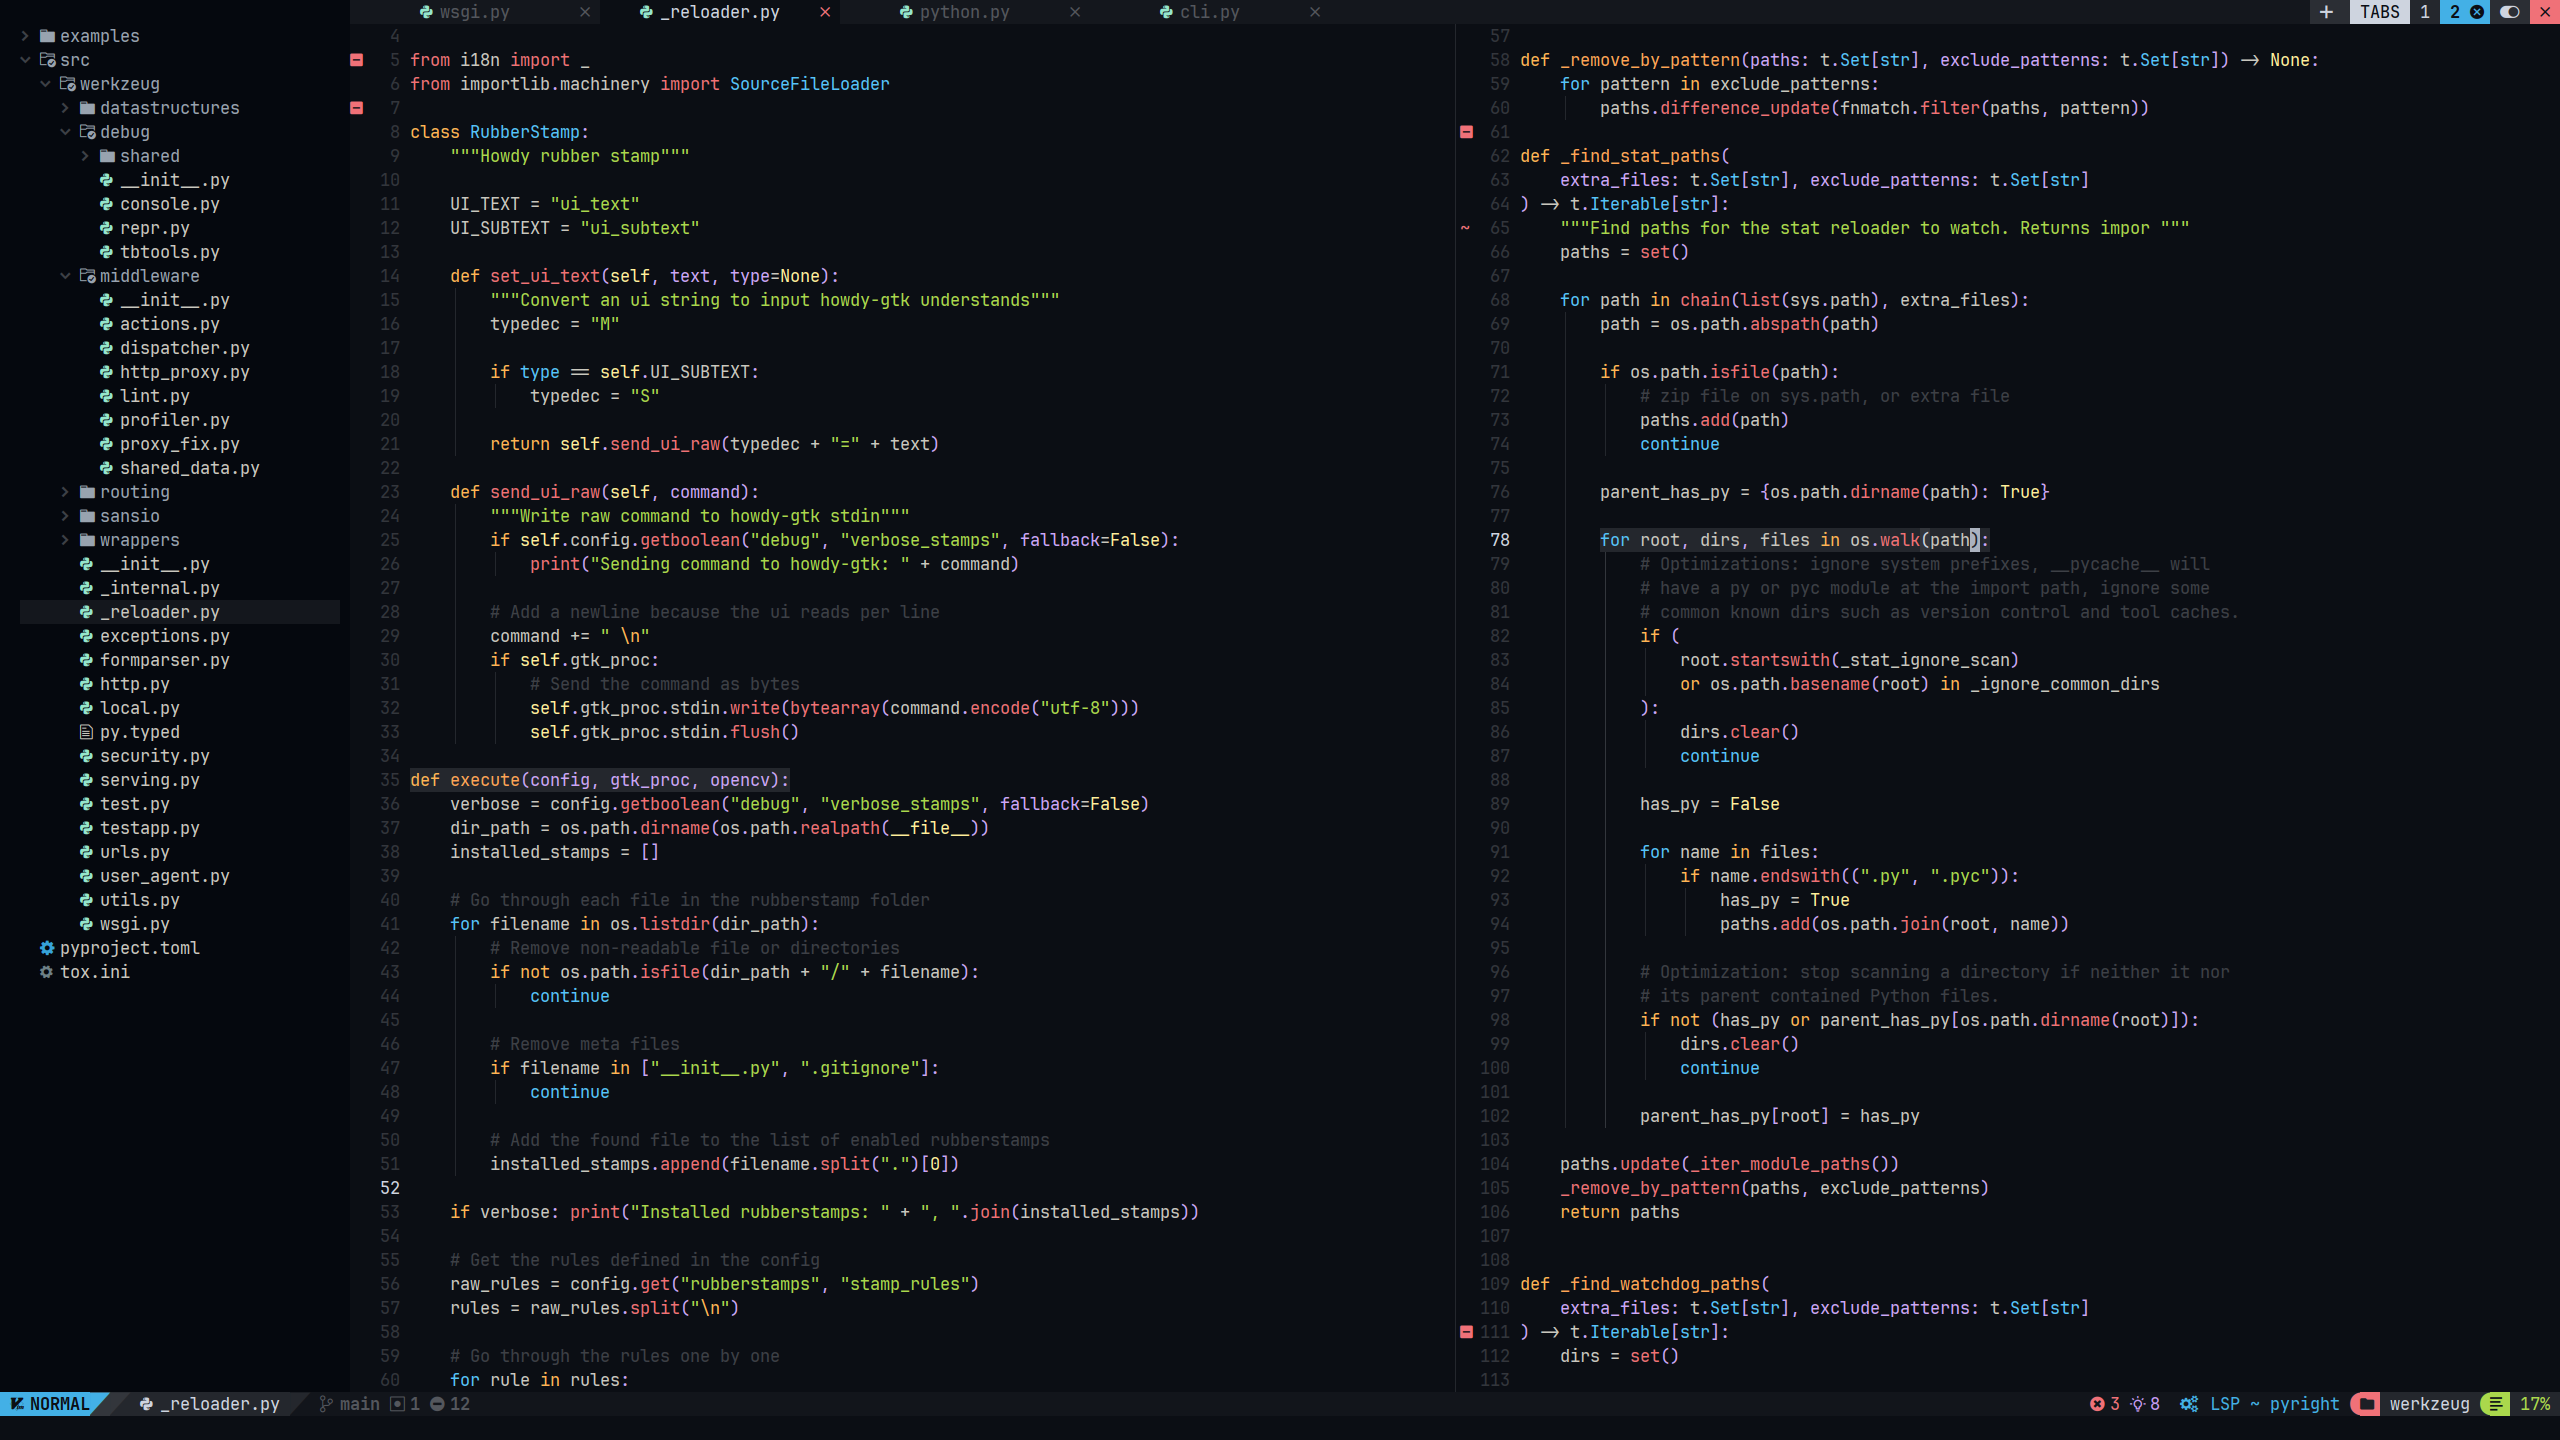 wsgi.py _reloader.py python.py cli.py + TABS 1 2
examples
src
werkzeug
datastructures
debug
shared
__init__.py
console.py
repr.py
tbtools.py
middleware
__init__.py
actions.py
dispatcher.py
http_proxy.py
lint.py
profiler.py
proxy_fix.py
shared_data.py
routing
sansio
wrappers
__init__.py
_internal.py
_reloader.py
exceptions.py
formparser.py
http.py
local.py
py.typed
security.py
serving.py
test.py
testapp.py
urls.py
user_agent.py
utils.py
wsgi.py
pyproject.toml
tox.ini
4
5 from i18n import _
6 from importlib.machinery import SourceFileLoader
7
8 class RubberStamp:
9     """Howdy rubber stamp"""
10
11     UI_TEXT = "ui_text"
12     UI_SUBTEXT = "ui_subtext"
13
14     def set_ui_text(self, text, type=None):
15         """Convert an ui string to input howdy-gtk understands"""
16         typedec = "M"
17
18         if type == self.UI_SUBTEXT:
19             typedec = "S"
20
21         return self.send_ui_raw(typedec + "=" + text)
22
23     def send_ui_raw(self, command):
24         """Write raw command to howdy-gtk stdin"""
25         if self.config.getboolean("debug", "verbose_stamps", fallback=False):
26             print("Sending command to howdy-gtk: " + command)
27
28         # Add a newline because the ui reads per line
29         command += " \n"
30         if self.gtk_proc:
31             # Send the command as bytes
32             self.gtk_proc.stdin.write(bytearray(command.encode("utf-8")))
33             self.gtk_proc.stdin.flush()
34
35 def execute(config, gtk_proc, opencv):
36     verbose = config.getboolean("debug", "verbose_stamps", fallback=False)
37     dir_path = os.path.dirname(os.path.realpath(__file__))
38     installed_stamps = []
39
40     # Go through each file in the rubberstamp folder
41     for filename in os.listdir(dir_path):
42         # Remove non-readable file or directories
43         if not os.path.isfile(dir_path + "/" + filename):
44             continue
45
46         # Remove meta files
47         if filename in ["__init__.py", ".gitignore"]:
48             continue
49
50         # Add the found file to the list of enabled rubberstamps
51         installed_stamps.append(filename.split(".")[0])
52
53     if verbose: print("Installed rubberstamps: " + ", ".join(installed_stamps))
54
55     # Get the rules defined in the config
56     raw_rules = config.get("rubberstamps", "stamp_rules")
57     rules = raw_rules.split("\n")
58
59     # Go through the rules one by one
60     for rule in rules:
57
58 def _remove_by_pattern(paths: t.Set[str], exclude_patterns: t.Set[str]) -> None:
59     for pattern in exclude_patterns:
60         paths.difference_update(fnmatch.filter(paths, pattern))
61
62 def _find_stat_paths(
63     extra_files: t.Set[str], exclude_patterns: t.Set[str]
64 ) -> t.Iterable[str]:
~ 65     """Find paths for the stat reloader to watch. Returns impor """
66     paths = set()
67
68     for path in chain(list(sys.path), extra_files):
69         path = os.path.abspath(path)
70
71         if os.path.isfile(path):
72             # zip file on sys.path, or extra file
73             paths.add(path)
74             continue
75
76         parent_has_py = {os.path.dirname(path): True}
77
78         for root, dirs, files in os.walk(path):
79             # Optimizations: ignore system prefixes, __pycache__ will
80             # have a py or pyc module at the import path, ignore some
81             # common known dirs such as version control and tool caches.
82             if (
83                 root.startswith(_stat_ignore_scan)
84                 or os.path.basename(root) in _ignore_common_dirs
85             ):
86                 dirs.clear()
87                 continue
88
89             has_py = False
90
91             for name in files:
92                 if name.endswith((".py", ".pyc")):
93                     has_py = True
94                     paths.add(os.path.join(root, name))
95
96             # Optimization: stop scanning a directory if neither it nor
97             # its parent contained Python files.
98             if not (has_py or parent_has_py[os.path.dirname(root)]):
99                 dirs.clear()
100                 continue
101
102             parent_has_py[root] = has_py
103
104     paths.update(_iter_module_paths())
105     _remove_by_pattern(paths, exclude_patterns)
106     return paths
107
108
109 def _find_watchdog_paths(
110     extra_files: t.Set[str], exclude_patterns: t.Set[str]
111 ) -> t.Iterable[str]:
112     dirs = set()
113
NORMAL _reloader.py main 1 12 3 8 LSP ~ pyright werkzeug 17%